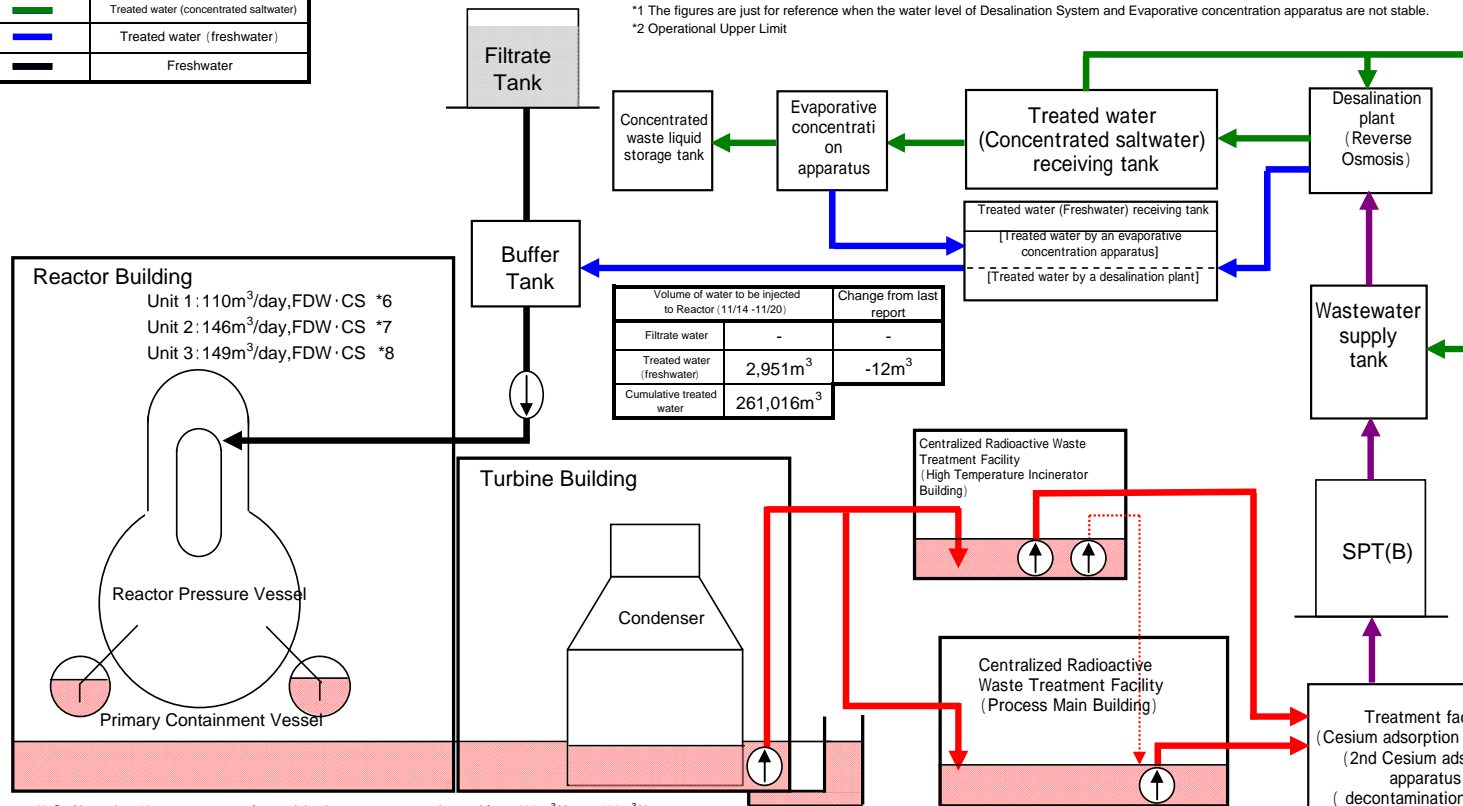 Treated water (concentrated saltwater)
Treated water (freshwater)
Freshwater
*1 The figures are just for reference when the water level of Desalination System and Evaporative concentration apparatus are not stable.
*2 Operational Upper Limit
Filtrate
Tank
Concentrated
waste liquid
storage tank
Evaporative
concentrati
on
apparatus
Treated water
(Concentrated saltwater)
receiving tank
Desalination
plant
(Reverse
Osmosis)
Treated water (Freshwater) receiving tank
[Treated water by an evaporative
concentration apparatus]
[Treated water by a desalination plant]
Buffer
Tank
Reactor Building
Unit 1:110m³/day,FDW・CS *6
Unit 2:146m³/day,FDW・CS *7
Unit 3:149m³/day,FDW・CS *8
Volume of water to be injected
to Reactor (11/14 -11/20)
Change from last
report
Filtrate water - -
Treated water
(freshwater)
2,951m³ -12m³
Cumulative treated
water
261,016m³
Wastewater
supply
tank
Centralized Radioactive Waste
Treatment Facility
(High Temperature Incinerator
Building)
Turbine Building
SPT(B)
Reactor Pressure Vessel
Condenser
Centralized Radioactive
Waste Treatment Facility
(Process Main Building)
Primary Containment Vessel
Treatment fac
(Cesium adsorption
(2nd Cesium ads
apparatus
( decontamination